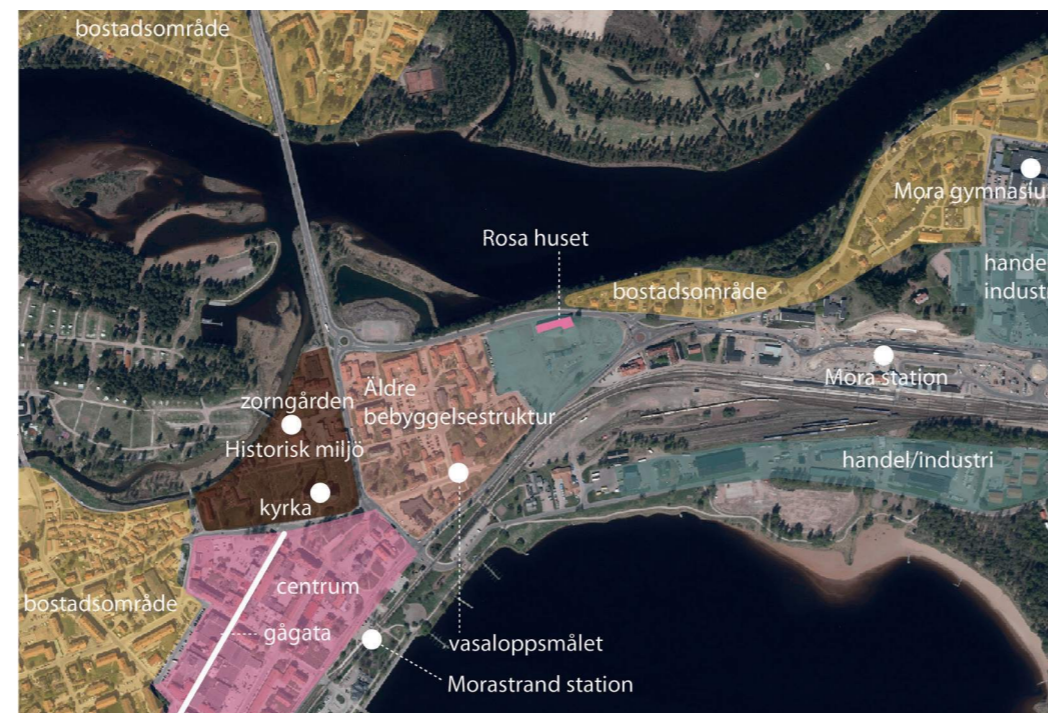 bostadsområde
Mora gymnasiu
Rosa huset
hande
industr
bostadsområde
Mora station
Äldre
bebyggelsestruktur
zorngården
Historisk miljö
handel/industri
kyrka
centrum
bostadsområde
gågata
vasaloppsmålet
Morastrand station